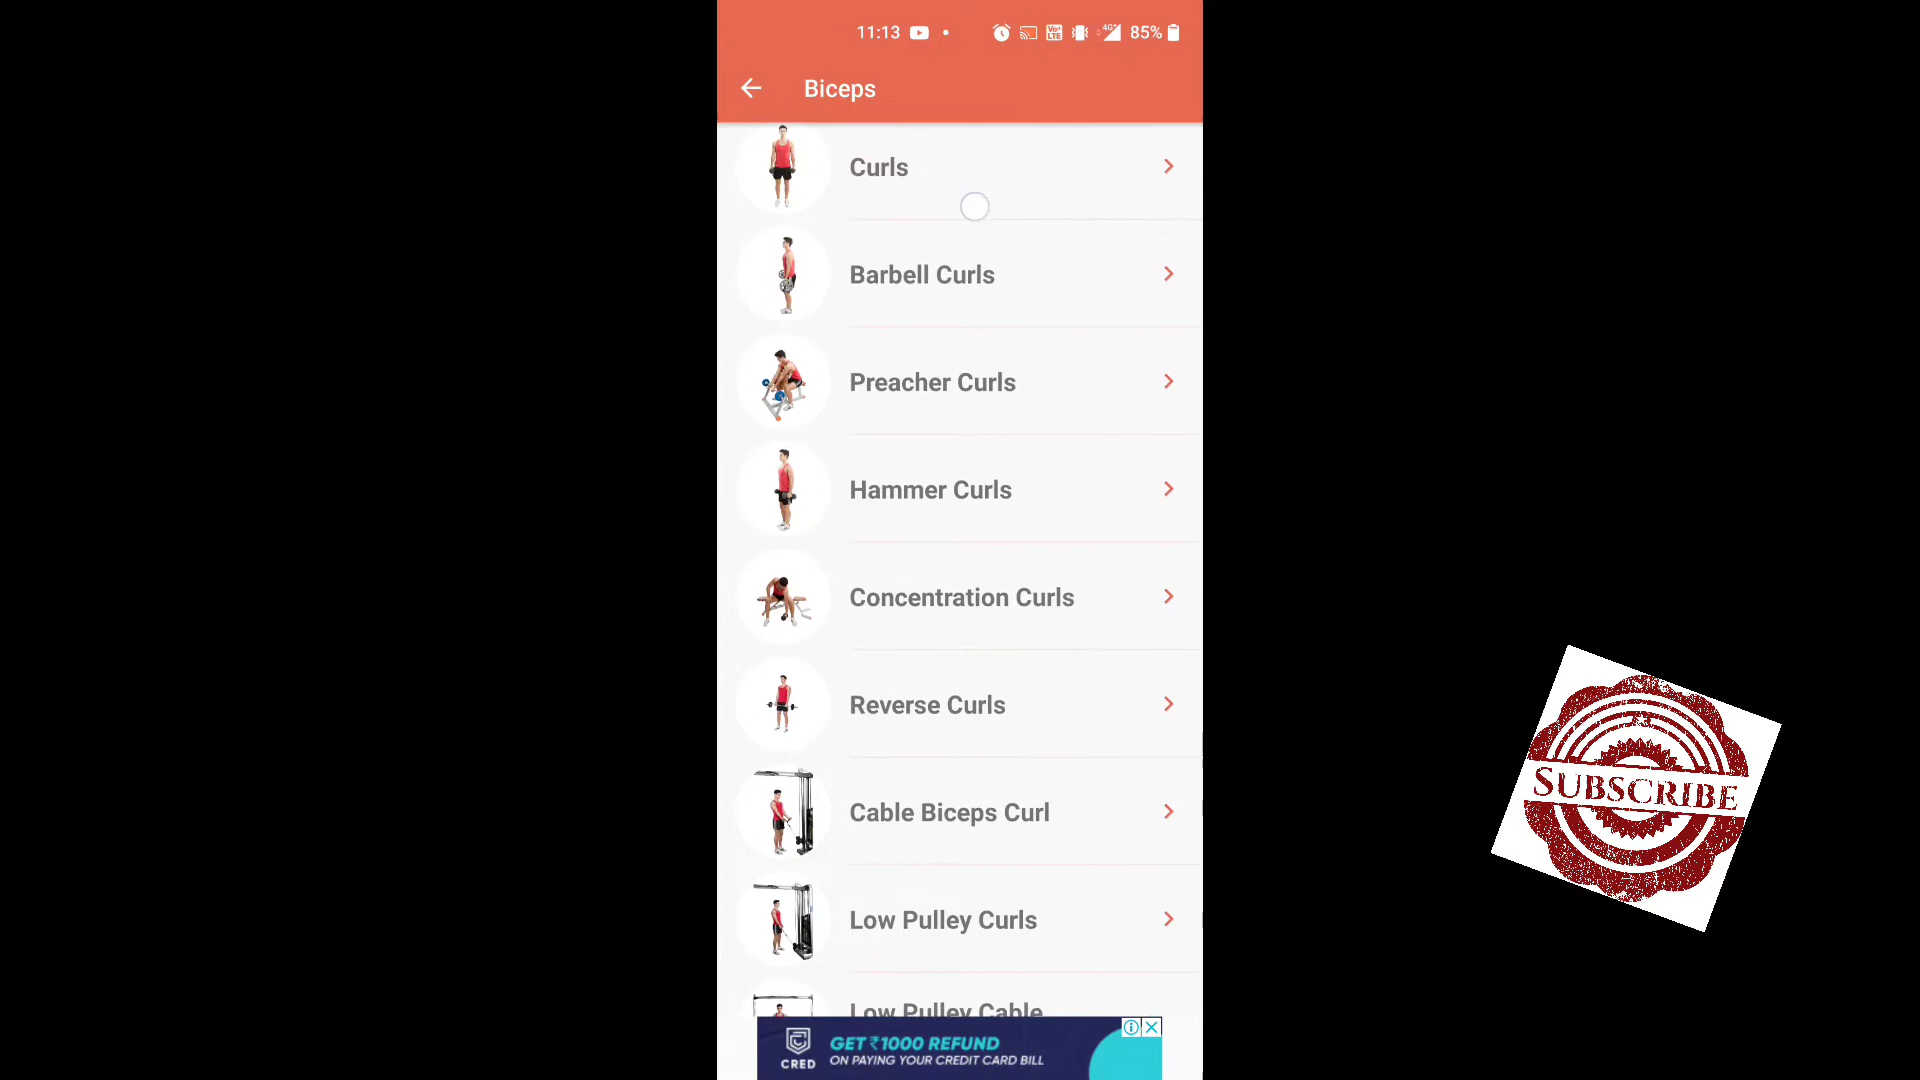 11:13 4G+ 85%
Biceps
Curls
Barbell Curls
Preacher Curls
Hammer Curls
Concentration Curls
Reverse Curls
Cable Biceps Curl
Low Pulley Curls
Low Pulley Cable
GET ₹1000 REFUND
ON PAYING YOUR CREDIT CARD BILL
CRED
SUBSCRIBE